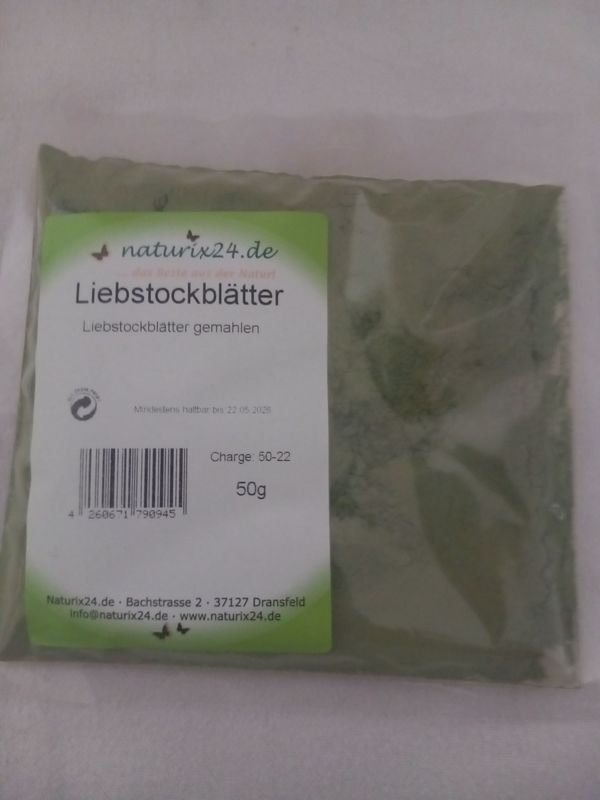 naturix24.de
... das Beste aus der Natur!
Liebstockblätter
Liebstockblätter gemahlen
Mindestens haltbar bis 22.05.2025
Charge: 50-22
50g
4 260671 790945
Naturix24.de · Bachstrasse 2 · 37127 Dransfeld
info@naturix24.de · www.naturix24.de